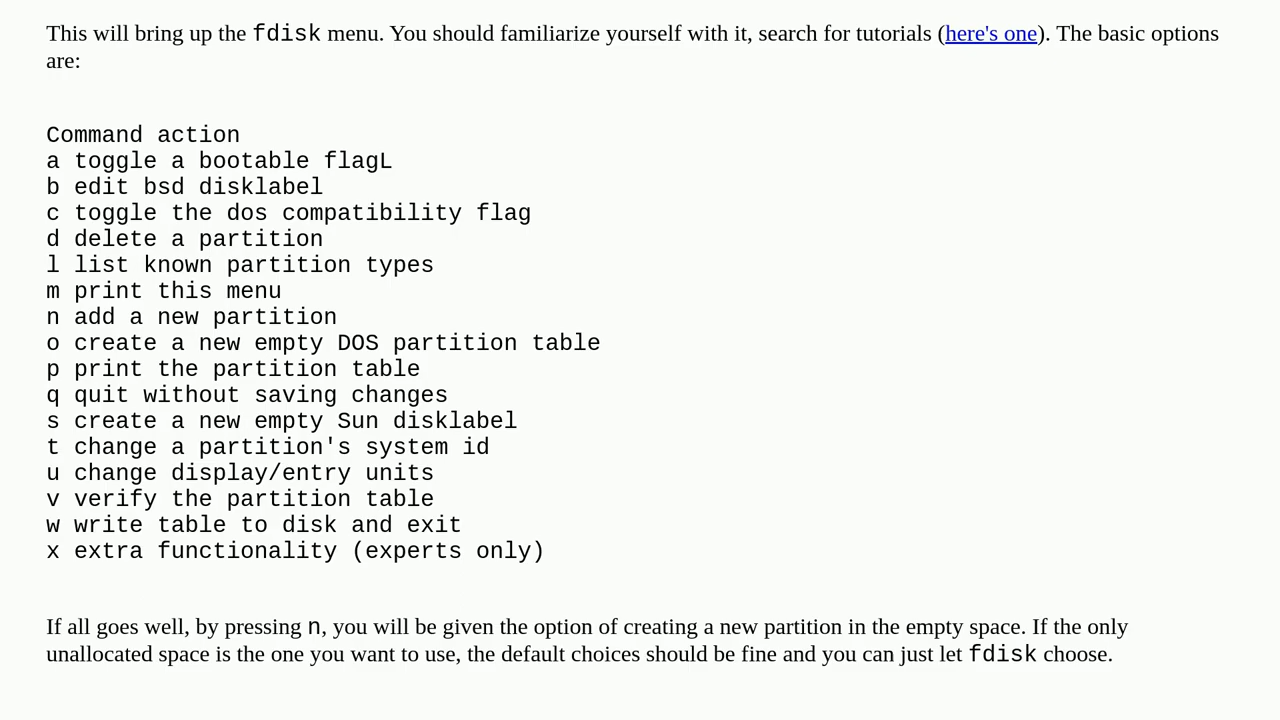 This will bring up the fdisk menu. You should familiarize yourself with it, search for tutorials (here's one). The basic options
are:
Command action
a toggle a bootable flagL
b edit bsd disklabel
c toggle the dos compatibility flag
d delete a partition
l list known partition types
m print this menu
n add a new partition
o create a new empty DOS partition table
p print the partition table
q quit without saving changes
s create a new empty Sun disklabel
t change a partition's system id
u change display/entry units
v verify the partition table
w write table to disk and exit
x extra functionality (experts only)
If all goes well, by pressing n, you will be given the option of creating a new partition in the empty space. If the only
unallocated space is the one you want to use, the default choices should be fine and you can just let fdisk choose.